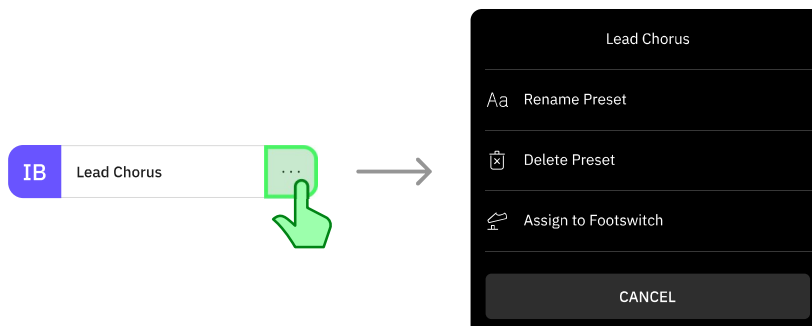 IB
Lead Chorus
...
Lead Chorus
Aa
Rename Preset
Delete Preset
Assign to Footswitch
CANCEL